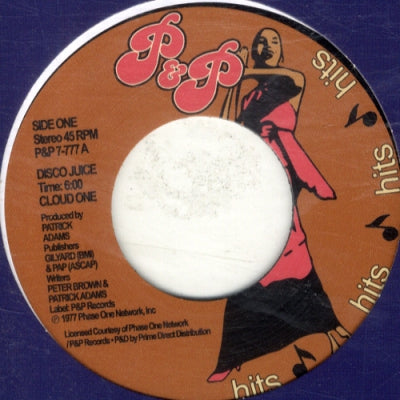 P&P
hits
hits
hits
hits
SIDE ONE
Stereo 45 RPM
P&P 7-777 A
DISCO JUICE
Time: 6:00
CLOUD ONE
Produced by
PATRICK
ADAMS
Publishers
GILYARD (BMI)
& PAP (ASCAP)
Writers
PETER BROWN &
PATRICK ADAMS
Label: P&P Records
℗ 1977 Phase One Network, Inc
Licensed Courtesy of Phase One Network
/ P&P Records • P&D by Prime Direct Distribution